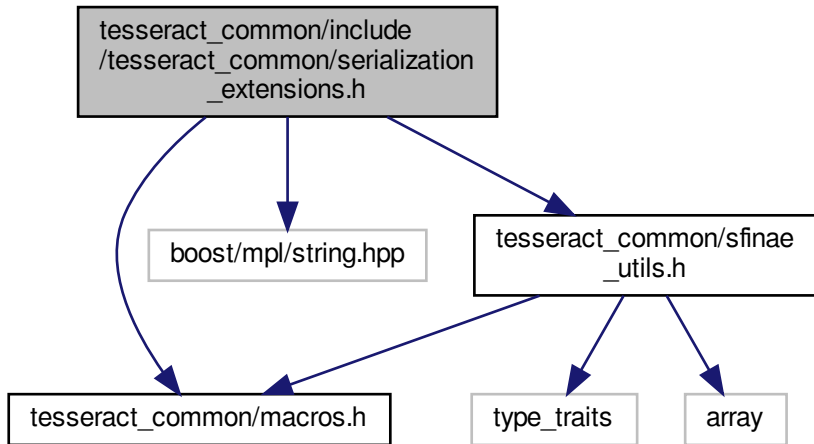 tesseract_common/include
/tesseract_common/serialization
_extensions.h
boost/mpl/string.hpp
tesseract_common/sfinae
_utils.h
tesseract_common/macros.h
type_traits
array